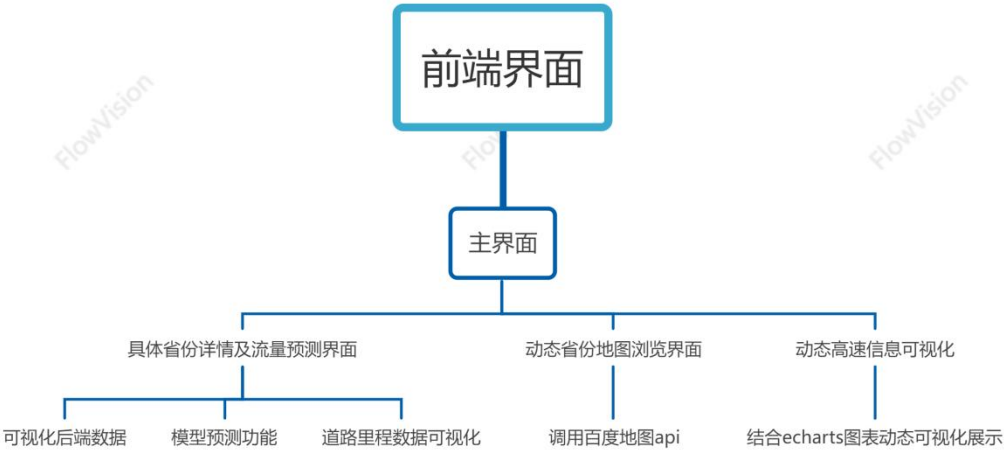 前端界面
FlowVision
FlowVision
FlowVision
主界面
具体省份详情及流量预测界面
动态省份地图浏览界面
动态高速信息可视化
可视化后端数据
模型预测功能
道路里程数据可视化
调用百度地图api
结合echarts图表动态可视化展示